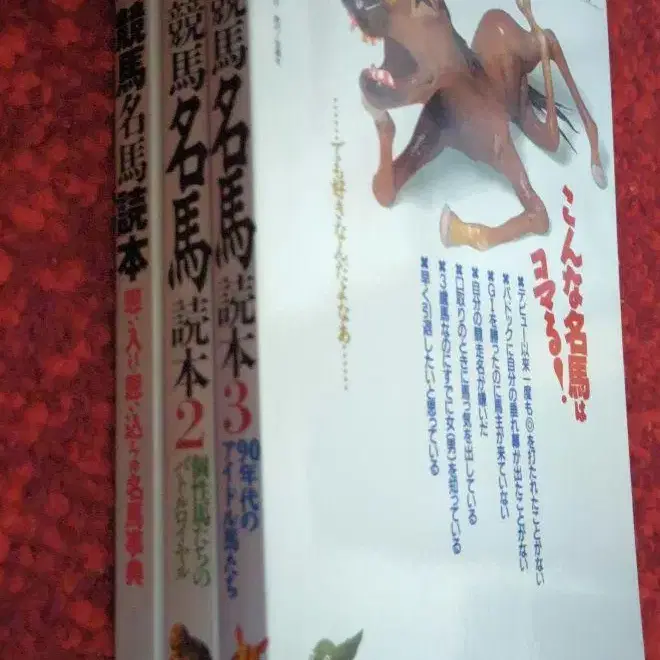 競馬名馬読本
思い入れ思い込みの名馬事典
競馬名馬読本2
個性馬たちの
バトルロイヤル
競馬名馬読本3
90年代の
アイドル馬たち
……でも好きなんだよなあ……
こんな名馬は
コマる！
デビュー以来一度も◎を打たれたことがない
パドックに自分の垂れ幕が出たことがない
GIを勝ったのに馬主が来ていない
自分の競走名が嫌いだ
口取りのときに馬っ気を出している
3歳馬なのにすでに女(男)を知っている
早く引退したいと思っている